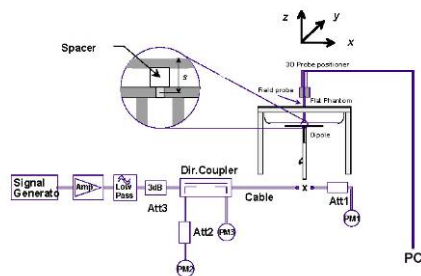 z
y
x
Spacer
s
3D Probe positioner
Field probe
Flat Phantom
Dipole
Dir.Coupler
Signal
Generato
Amp
Low
Pass
3dB
Att3
Cable
x
Att1
PM1
Att2
PM3
PM2
PC